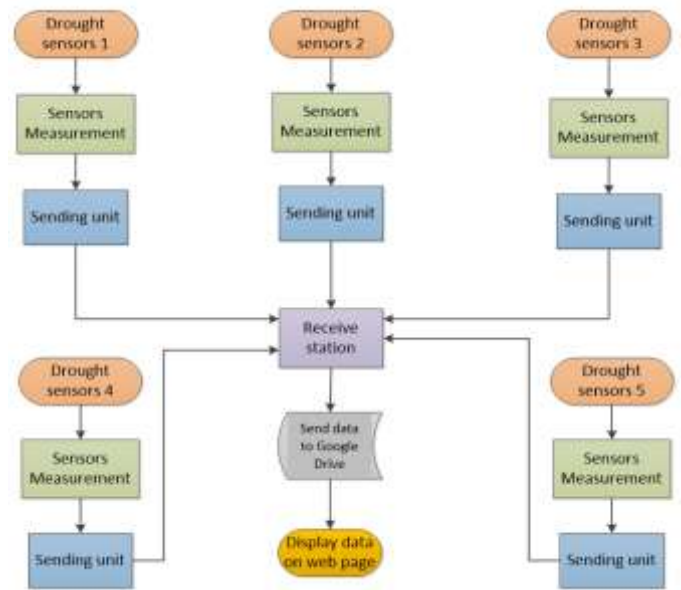 Drought
sensors 1
Drought
sensors 2
Drought
sensors 3
Sensors
Measurement
Sensors
Measurement
Sensors
Measurement
Sending unit
Sending unit
Sending unit
Receive
station
Drought
sensors 4
Drought
sensors 5
Send data
to Google
Drive
Sensors
Measurement
Sensors
Measurement
Sending unit
Display data
on web page
Sending unit